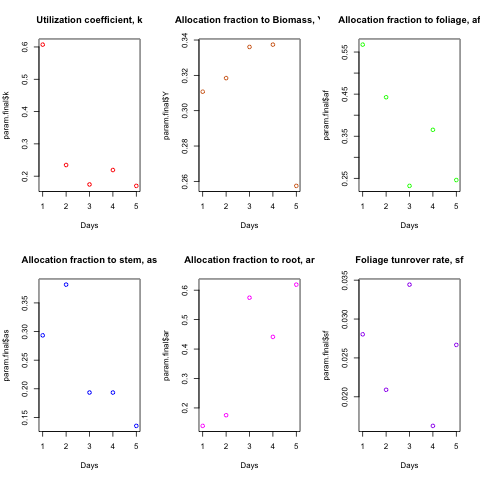 Utilization coefficient, k
Allocation fraction to Biomass, Y
Allocation fraction to foliage, af
param.final$k
0.2 0.3 0.4 0.5 0.6
1 2 3 4 5
Days
param.final$Y
0.26 0.28 0.30 0.32 0.34
1 2 3 4 5
Days
param.final$af
0.25 0.35 0.45 0.55
1 2 3 4 5
Days
Allocation fraction to stem, as
Allocation fraction to root, ar
Foliage tunrover rate, sf
param.final$as
0.15 0.20 0.25 0.30 0.35
1 2 3 4 5
Days
param.final$ar
0.2 0.3 0.4 0.5 0.6
1 2 3 4 5
Days
param.final$sf
0.020 0.025 0.030 0.035
1 2 3 4 5
Days